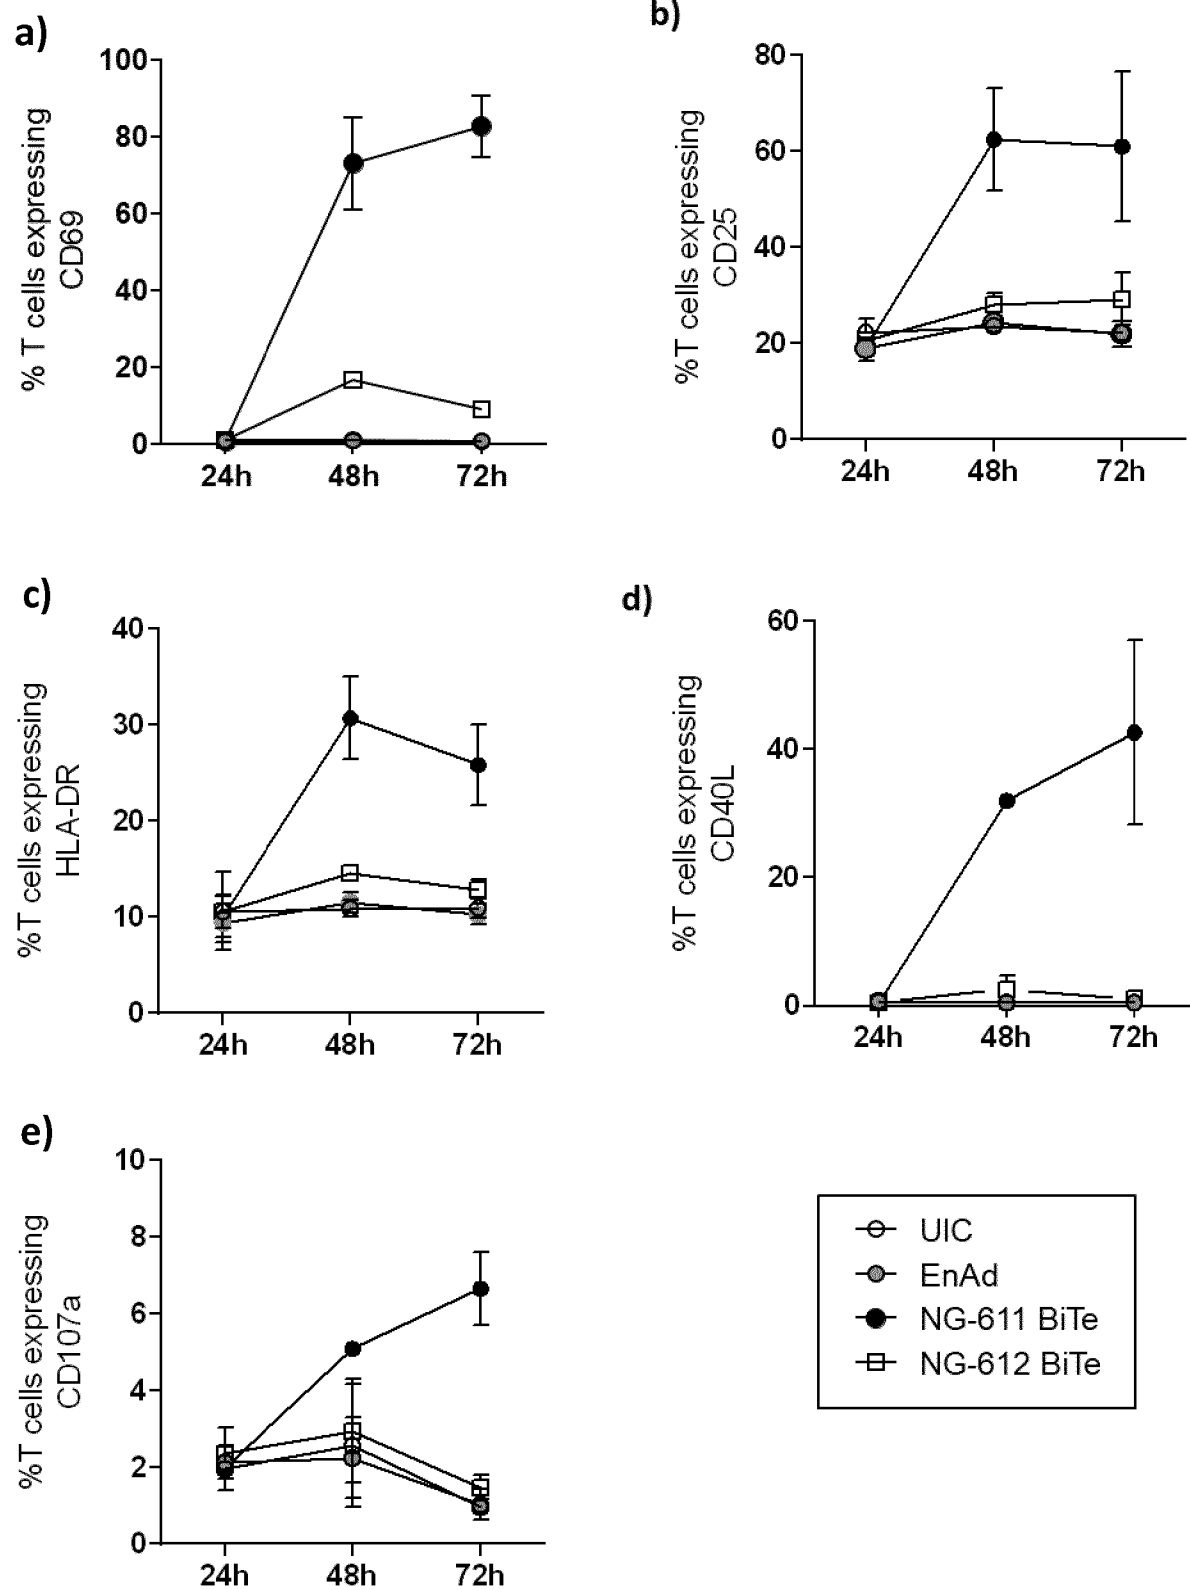 a)
% T cells expressing
CD69
100
80
60
40
20
0
24h 48h 72h
b)
%T cells expressing
CD25
80
60
40
20
0
24h 48h 72h
c)
%T cells expressing
HLA-DR
40
30
20
10
0
24h 48h 72h
d)
%T cells expressing
CD40L
60
40
20
0
24h 48h 72h
e)
%T cells expressing
CD107a
10
8
6
4
2
0
24h 48h 72h
UIC
EnAd
NG-611 BiTe
NG-612 BiTe